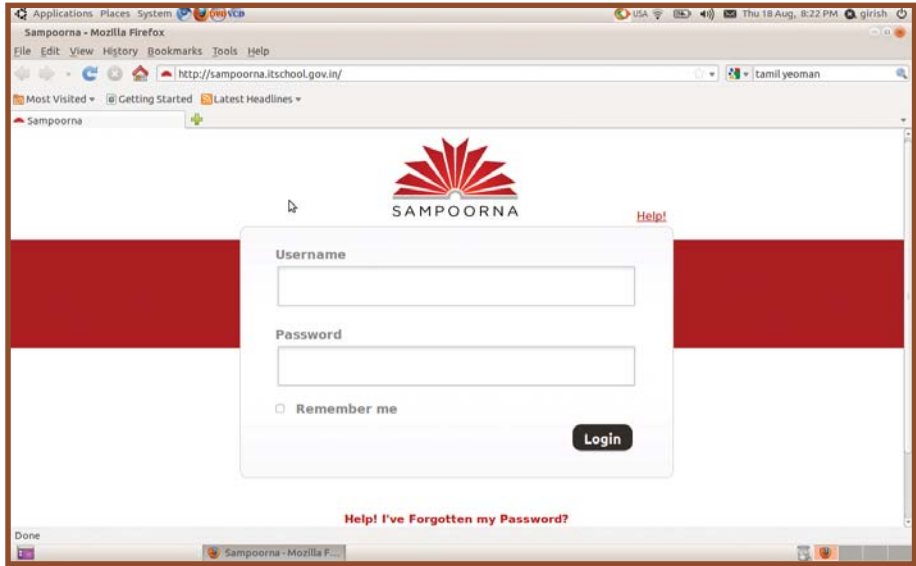 Applications Places System
USA Thu 18 Aug, 8:22 PM girish
Sampoorna - Mozilla Firefox
File Edit View History Bookmarks Tools Help
http://sampoorna.itschool.gov.in/ tamil yeoman
Most Visited Getting Started Latest Headlines
Sampoorna
SAMPOORNA
Help!
Username
Password
Remember me
Login
Help! I've Forgotten my Password?
Done
Sampoorna - Mozilla F...